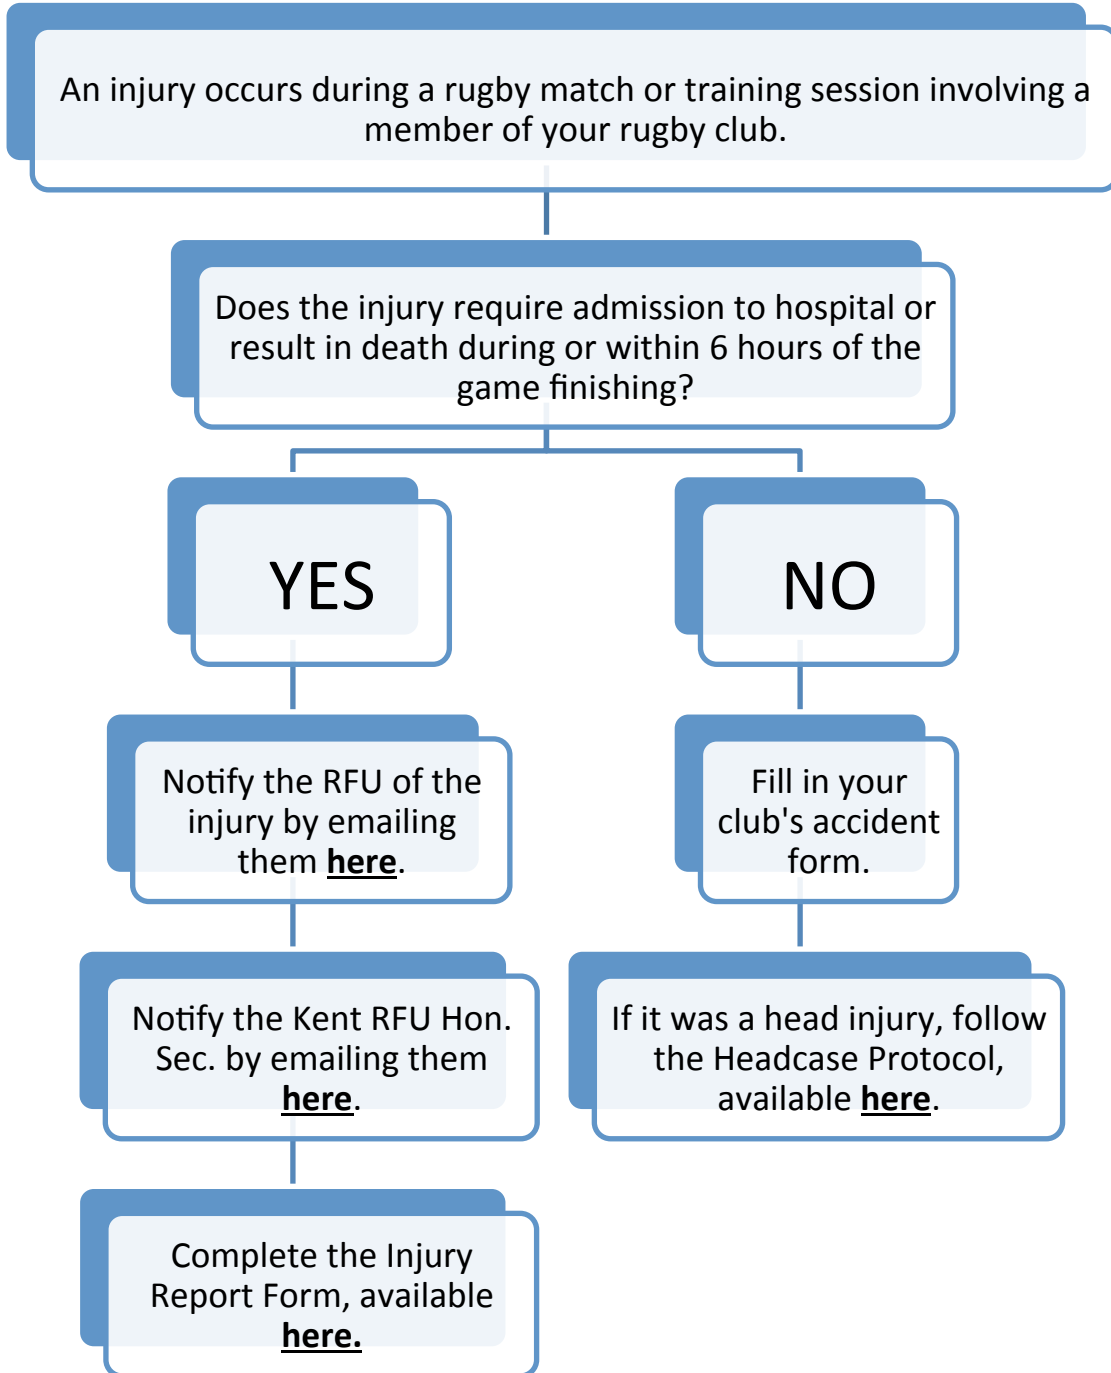 An injury occurs during a rugby match or training session involving a
member of your rugby club.
Does the injury require admission to hospital or
result in death during or within 6 hours of the
game finishing?
YES
NO
Notify the RFU of the
injury by emailing
them here.
Fill in your
club's accident
form.
Notify the Kent RFU Hon.
Sec. by emailing them
here.
If it was a head injury, follow
the Headcase Protocol,
available here.
Complete the Injury
Report Form, available
here.